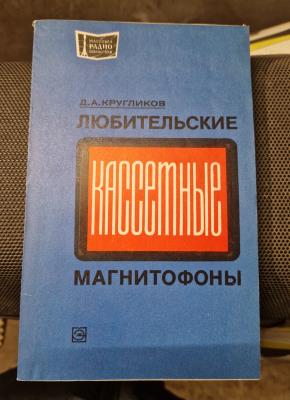 МАССОВАЯ
РАДИО
БИБЛИОТЕКА
Д.А.КРУГЛИКОВ
ЛЮБИТЕЛЬСКИЕ
КАССЕТНЫЕ
МАГНИТОФОНЫ